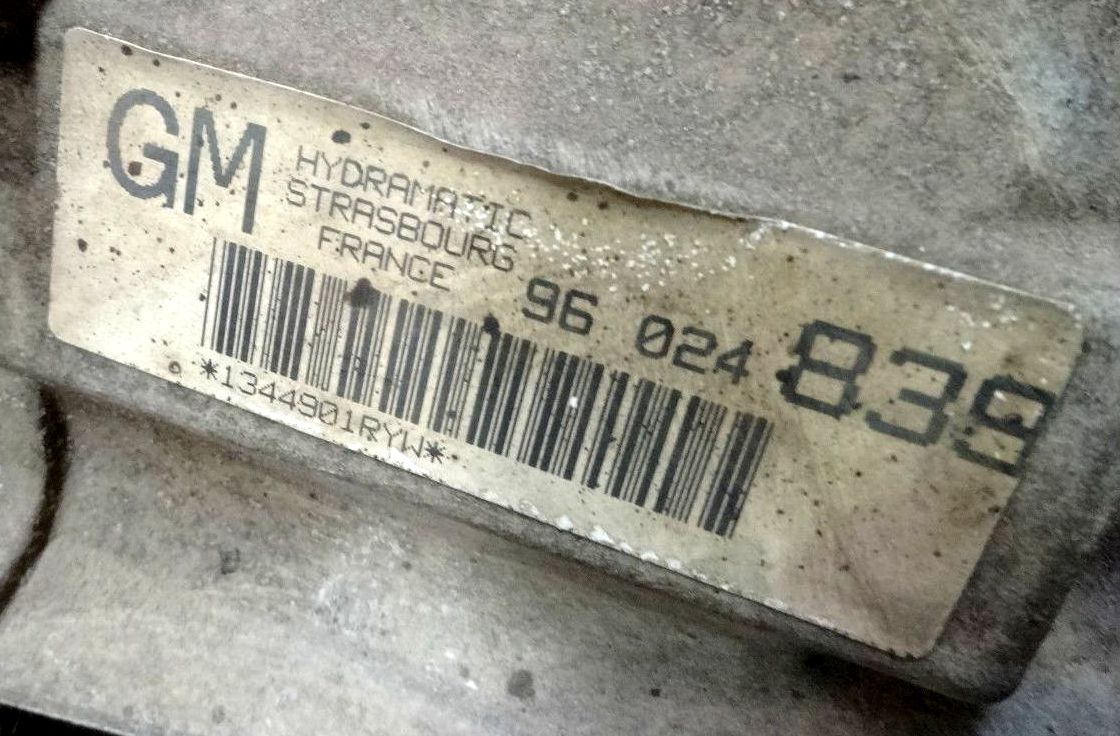 GM
HYDRAMATIC
STRASBOURG
FRANCE
96 024 839
*1344901RYW*